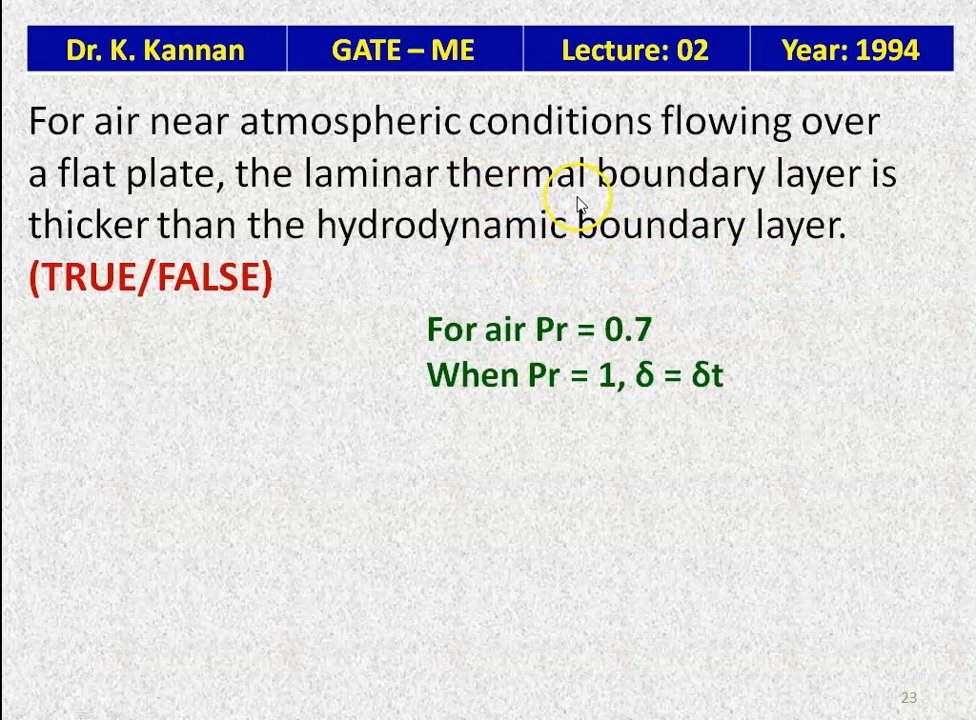 Dr. K. Kannan GATE – ME Lecture: 02 Year: 1994
For air near atmospheric conditions flowing over
a flat plate, the laminar thermal boundary layer is
thicker than the hydrodynamic boundary layer.
(TRUE/FALSE)
For air Pr = 0.7
When Pr = 1, δ = δt
23